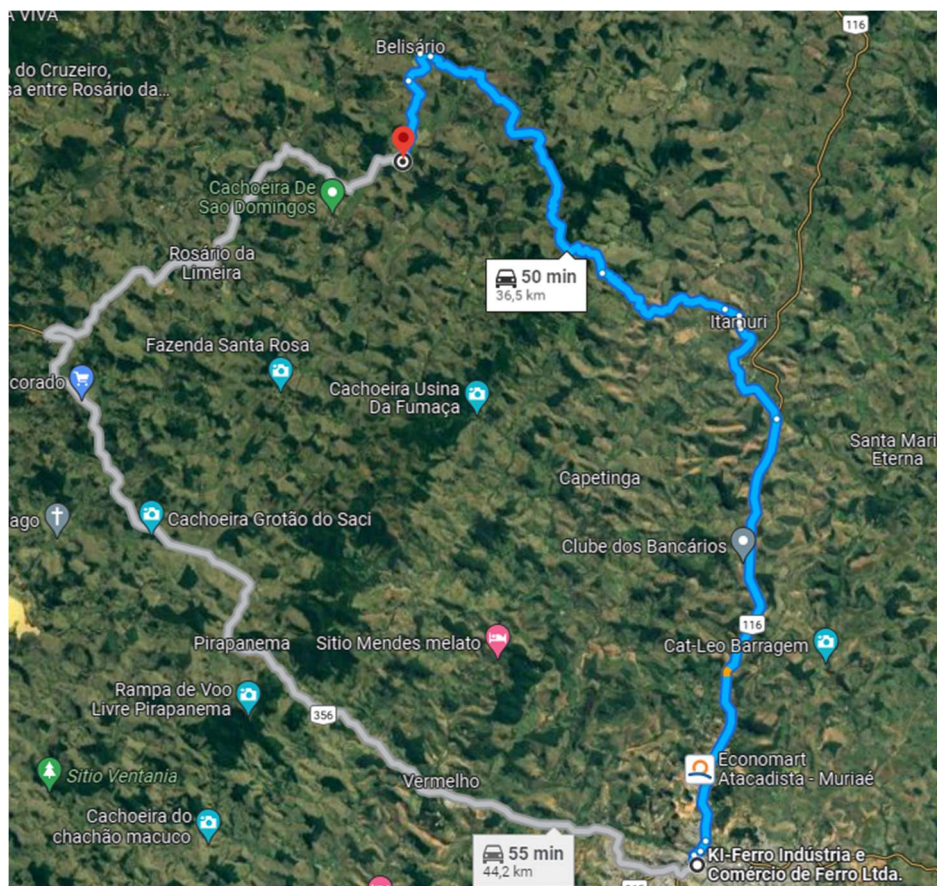 A VIVA
116
Belisário
o do Cruzeiro,
sa entre Rosário da...
Cachoeira De
Sao Domingos
Rosário da
Limeira
50 min
36,5 km
Itamuri
Fazenda Santa Rosa
corado
Cachoeira Usina
Da Fumaça
Santa Mari
Eterna
Capetinga
ago
Cachoeira Grotão do Saci
Clube dos Bancários
116
Pirapanema
Sitio Mendes melato
Cat-Leo Barragem
Rampa de Voo
Livre Pirapanema
356
Economart
Atacadista - Muriaé
Sitio Ventania
Vermelho
Cachoeira do
chachão macuco
55 min
44,2 km
KI-Ferro Indústria e
Comércio de Ferro Ltda.